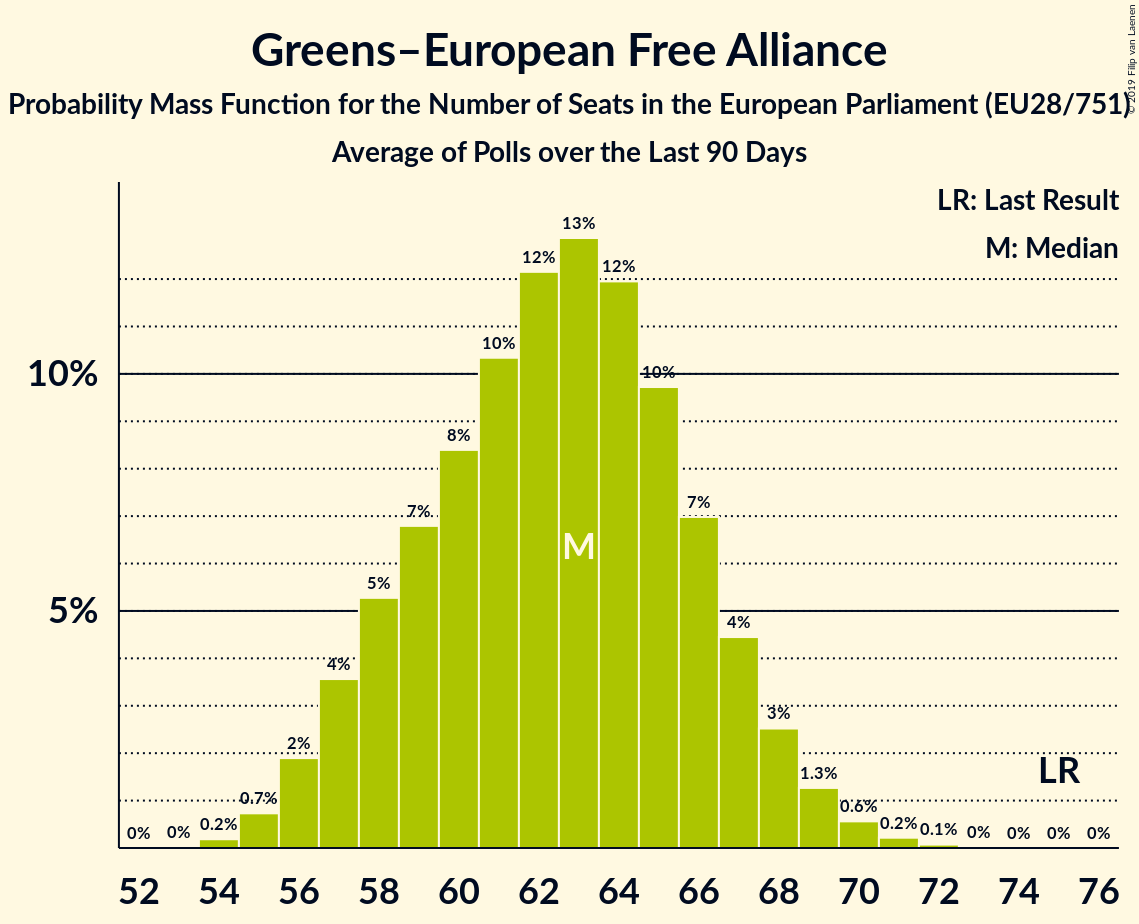 Greens–European Free Alliance
Probability Mass Function for the Number of Seats in the European Parliament (EU28/751)
Average of Polls over the Last 90 Days
© 2019 Filip van Laenen
LR: Last Result
M: Median
10%
5%
0% 0% 0.2% 0.7% 2% 4% 5% 7% 8% 10% 12% 13% 12% 10% 7% 4% 3% 1.3% 0.6% 0.2% 0.1% 0% 0% 0% 0%
M
LR
52 54 56 58 60 62 64 66 68 70 72 74 76